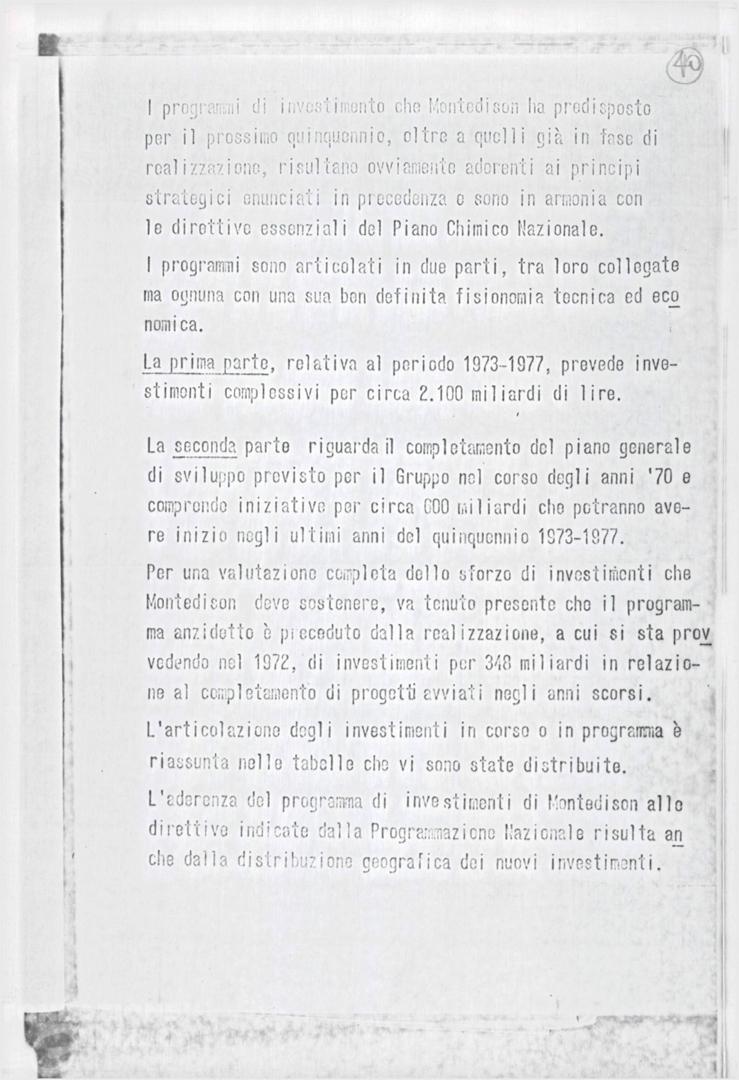 40
I programmi di investimento che Montedison ha predisposto
per il prossimo quinquennio, oltre a quelli già in fase di
realizzazione, risultano ovviamente aderenti ai principi
strategici enunciati in precedenza e sono in armonia con
le direttive essenziali del Piano Chimico Nazionale.
I programmi sono articolati in due parti, tra loro collegate
ma ognuna con una sua ben definita fisionomia tecnica ed eco
nomica.
La prima parte, relativa al periodo 1973-1977, prevede inve-
stimenti complessivi per circa 2.100 miliardi di lire.
La seconda parte riguarda il completamento del piano generale
di sviluppo previsto per il Gruppo nel corso degli anni '70 e
comprende iniziative per circa 600 miliardi che potranno ave-
re inizio negli ultimi anni del quinquennio 1973-1977.
Per una valutazione completa dello sforzo di investimenti che
Montedison deve sostenere, va tenuto presente che il program-
ma anzidetto è preceduto dalla realizzazione, a cui si sta prov
vedendo nel 1972, di investimenti per 348 miliardi in relazio-
ne al completamento di progetti avviati negli anni scorsi.
L'articolazione degli investimenti in corso o in programma è
riassunta nelle tabelle che vi sono state distribuite.
L'aderenza del programma di investimenti di Montedison alle
direttive indicate dalla Programmazione Nazionale risulta an
che dalla distribuzione geografica dei nuovi investimenti.